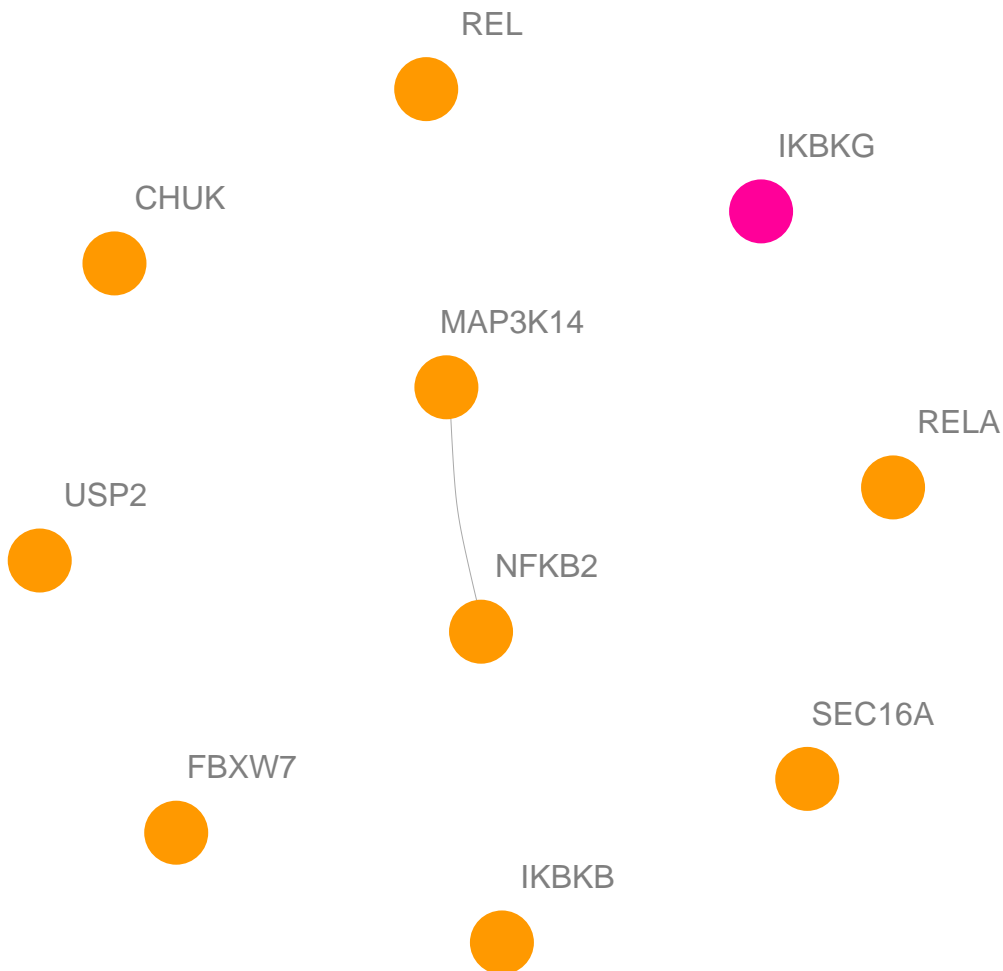 REL
IKBKG
CHUK
MAP3K14
RELA
USP2
NFKB2
SEC16A
FBXW7
IKBKB